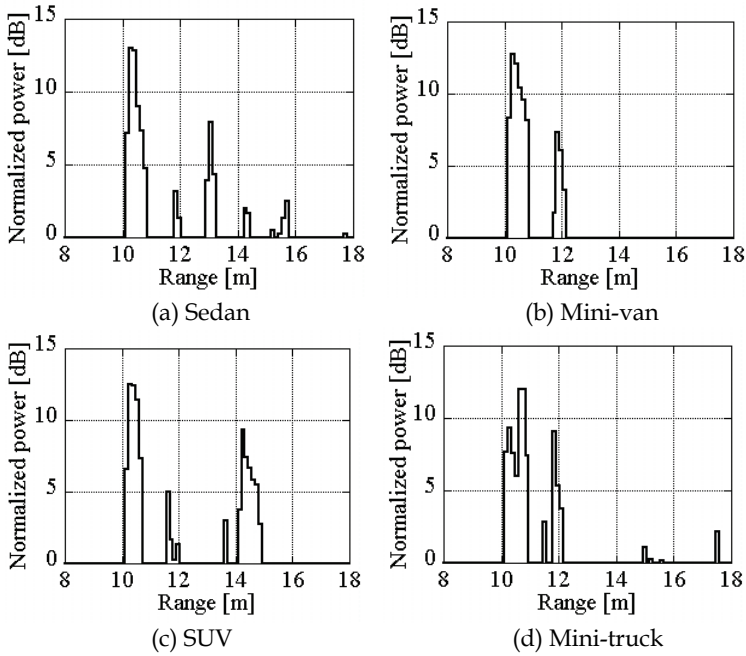 Normalized power [dB]
15
10
5
0
8 10 12 14 16 18
Range [m]
(a) Sedan
Normalized power [dB]
15
10
5
0
8 10 12 14 16 18
Range [m]
(b) Mini-van
Normalized power [dB]
15
10
5
0
8 10 12 14 16 18
Range [m]
(c) SUV
Normalized power [dB]
15
10
5
0
8 10 12 14 16 18
Range [m]
(d) Mini-truck